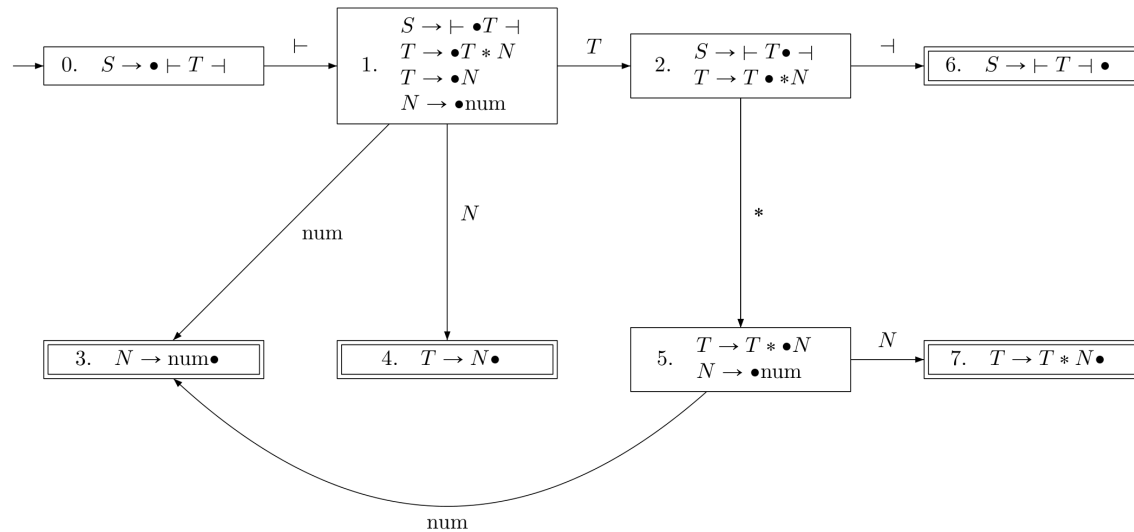 0. S → • ⊢ T ⊣
⊢
1. S → ⊢ •T ⊣
T → •T ∗ N
T → •N
N → •num
T
2. S → ⊢ T• ⊣
T → T • ∗N
⊣
6. S → ⊢ T ⊣ •
num
N
∗
3. N → num•
4. T → N•
5. T → T ∗ •N
N → •num
N
7. T → T ∗ N•
num